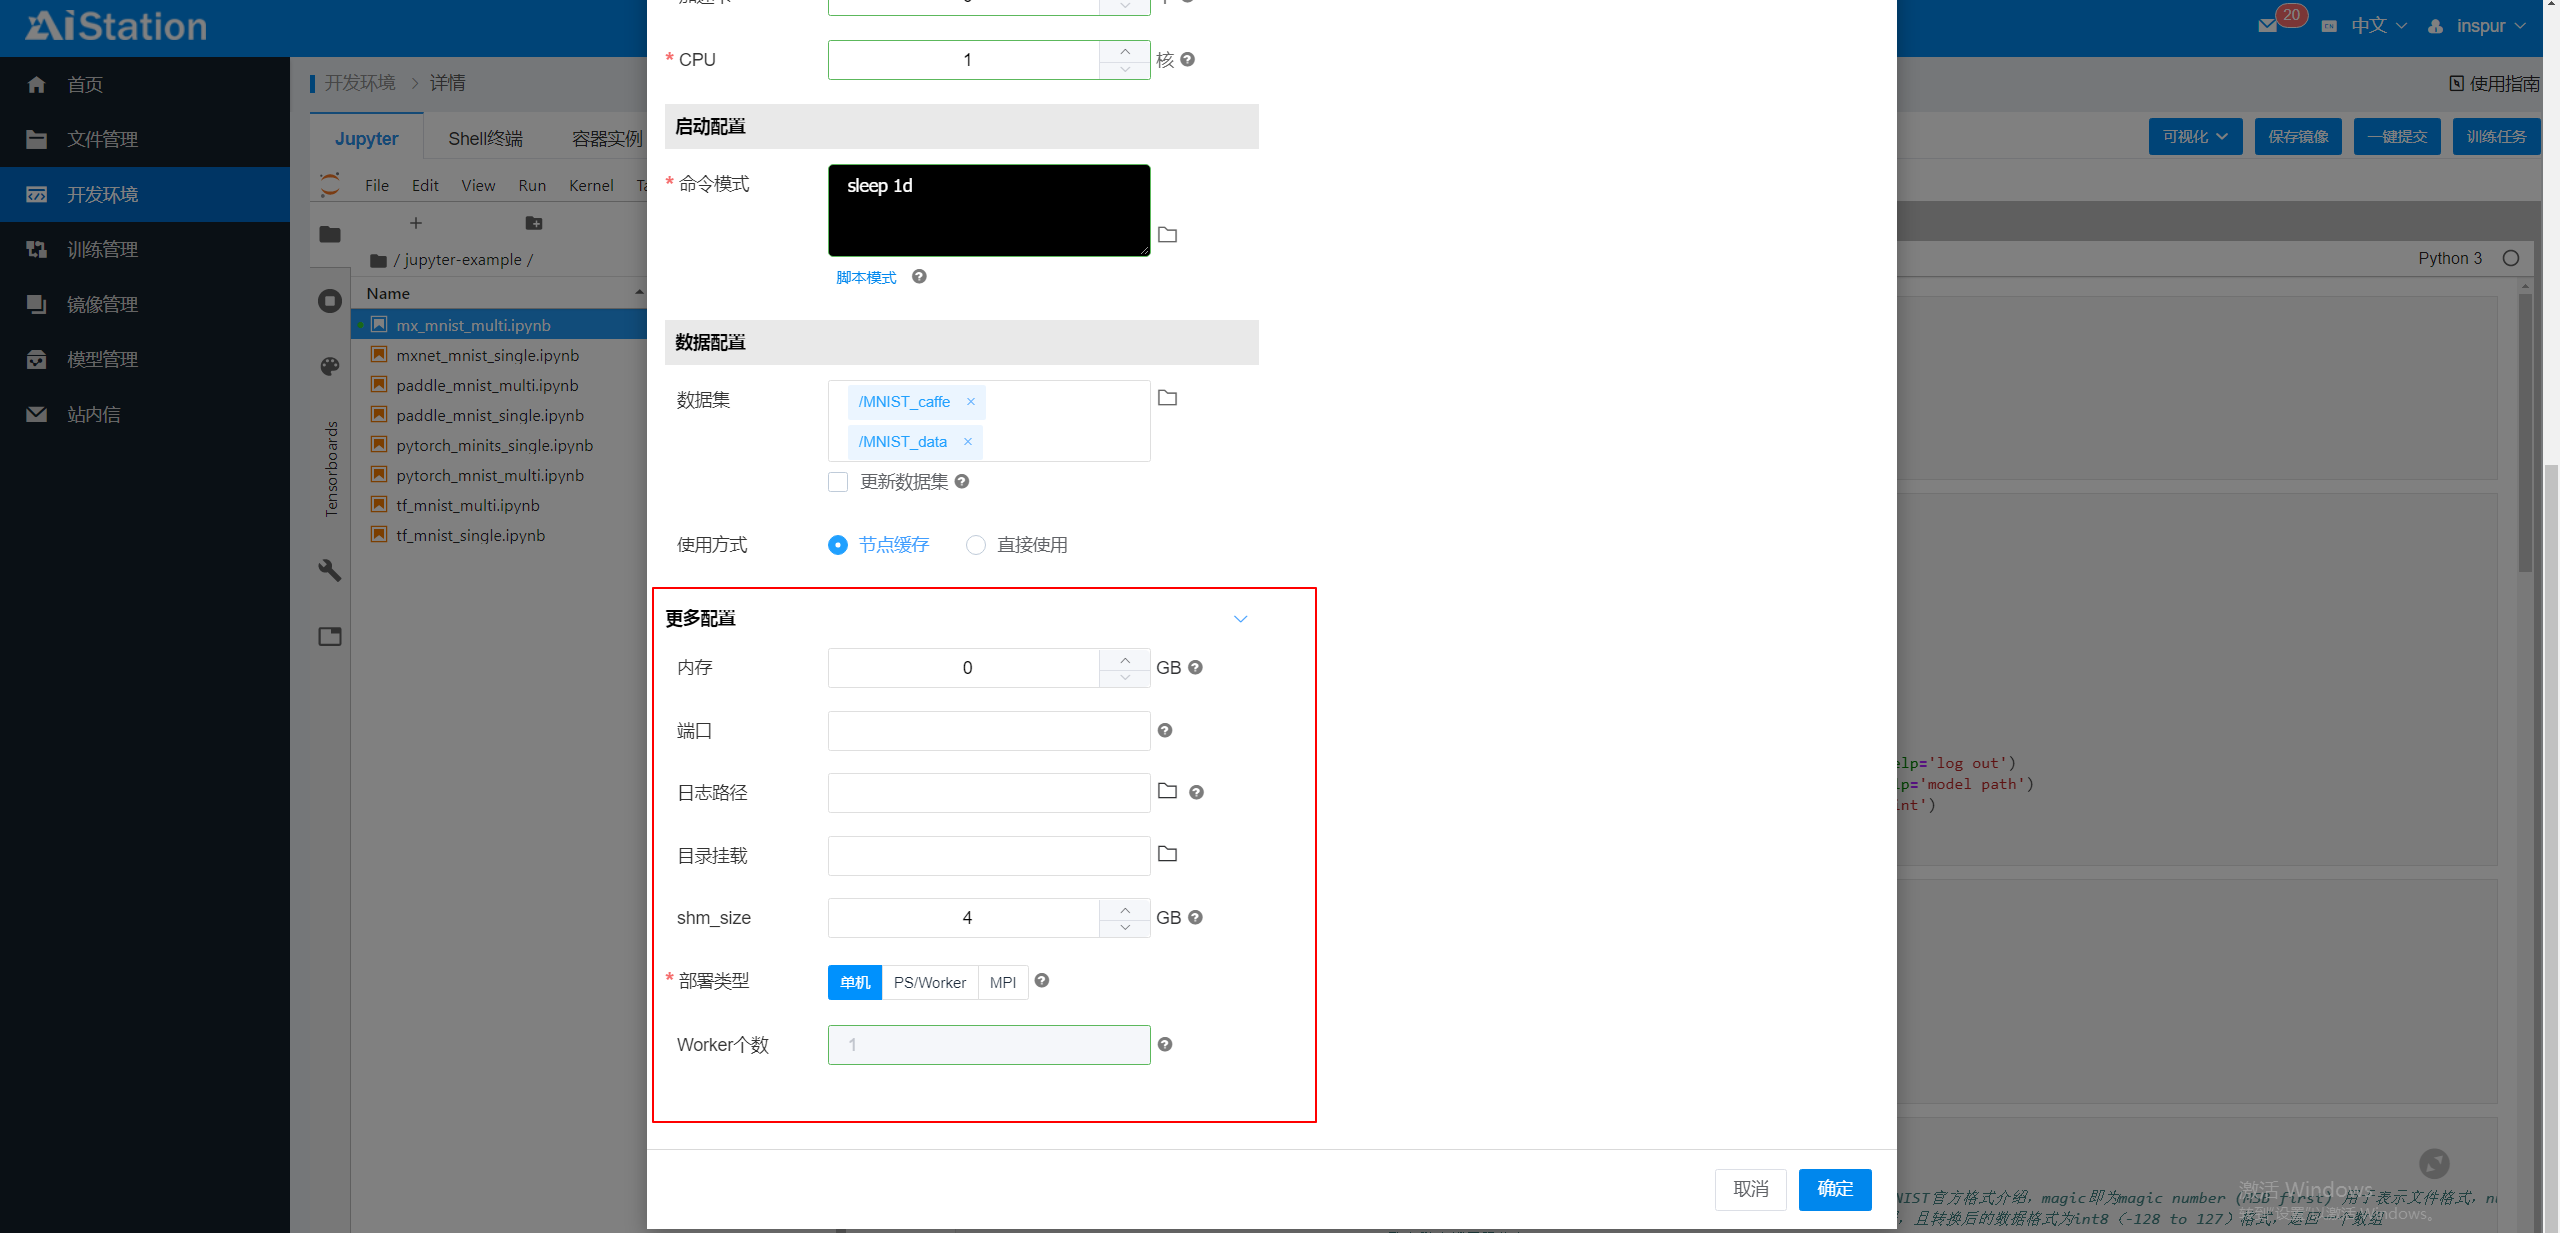 AiStation
20
中文
inspur
首页
文件管理
开发环境
训练管理
镜像管理
模型管理
站内信
开发环境 > 详情
使用指南
Jupyter Shell终端 容器实例
可视化 保存镜像 一键提交 训练任务
File Edit View Run Kernel
/ jupyter-example /
Python 3
Name
mx_mnist_multi.ipynb
mxnet_mnist_single.ipynb
paddle_mnist_multi.ipynb
paddle_mnist_single.ipynb
pytorch_minits_single.ipynb
pytorch_mnist_multi.ipynb
tf_mnist_multi.ipynb
tf_mnist_single.ipynb
Tensorboards
* CPU 1 核
启动配置
* 命令模式 sleep 1d
脚本模式
数据配置
数据集 /MNIST_caffe ×
/MNIST_data ×
更新数据集
使用方式 节点缓存 直接使用
更多配置
内存 0 GB
端口
日志路径
目录挂载
shm_size 4 GB
* 部署类型 单机 PS/Worker MPI
Worker个数 1
取消 确定
elp='log out')
lp='model path')
int')
NIST官方格式介绍，magic即为magic number (MSB first) 用于表示文件格式，
，且转换后的数据格式为int8（-128 to 127）格式，返回一个数组
激活 Windows
转到"设置"以激活 Windows。